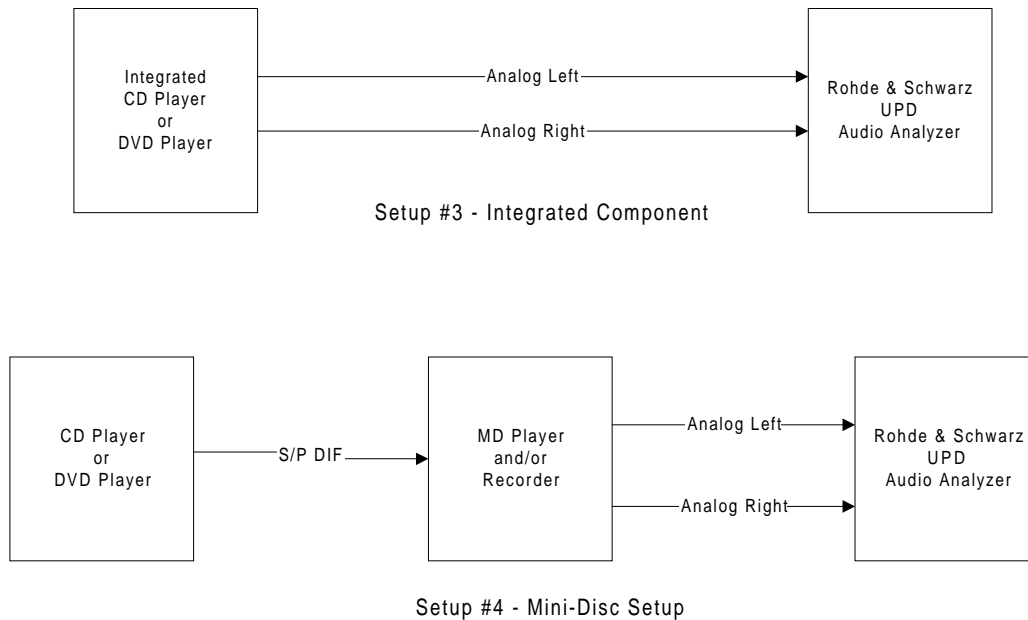 Integrated
CD Player
or
DVD Player
Analog Left
Analog Right
Rohde & Schwarz
UPD
Audio Analyzer
Setup #3 - Integrated Component
CD Player
or
DVD Player
S/P DIF
MD Player
and/or
Recorder
Analog Left
Analog Right
Rohde & Schwarz
UPD
Audio Analyzer
Setup #4 - Mini-Disc Setup